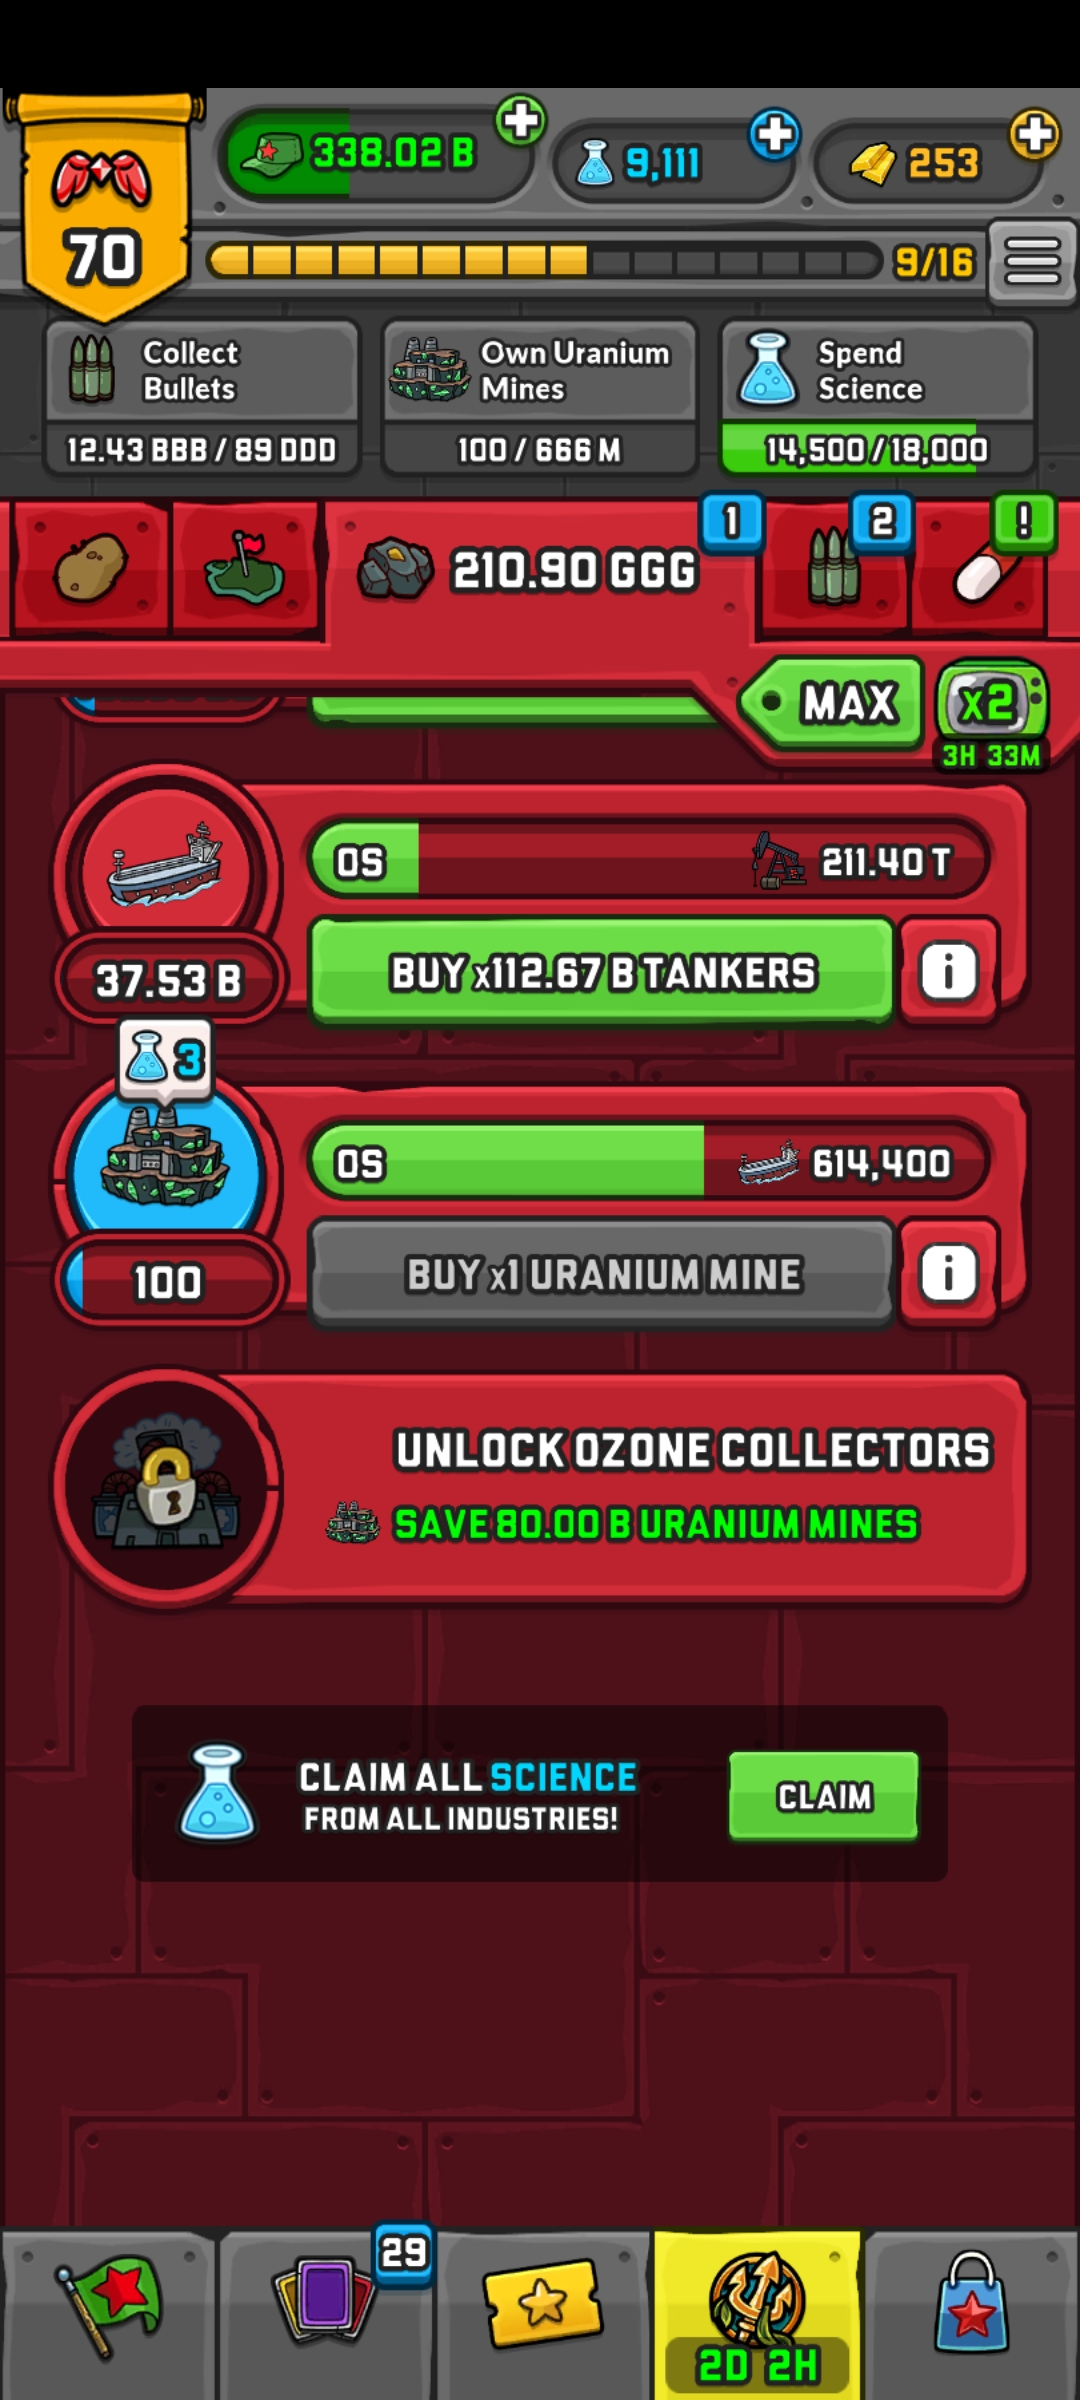 338.02 B
9,111
253
70
9/16
Collect
Bullets
Own Uranium
Mines
Spend
Science
12.43 BBB / 89 DDD
100 / 666 M
14,500/18,000
210.90 GGG
1
2
!
MAX
x2
3H 33M
0S
211.40 T
37.53 B
BUY x112.67 B TANKERS
i
3
0S
614,400
100
BUY x1 URANIUM MINE
i
UNLOCK OZONE COLLECTORS
SAVE 80.00 B URANIUM MINES
CLAIM ALL SCIENCE
FROM ALL INDUSTRIES!
CLAIM
29
2D 2H